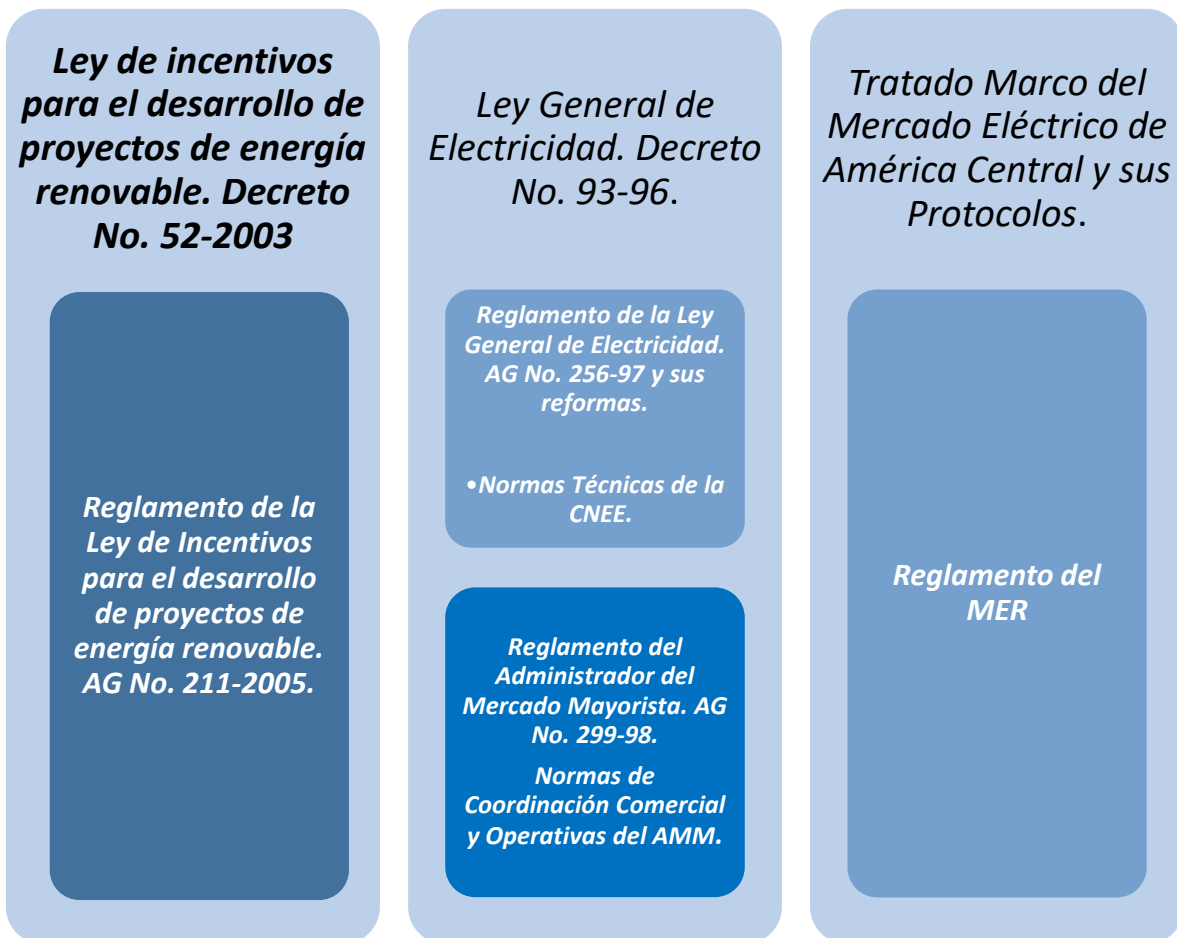 Ley de incentivos
para el desarrollo de
proyectos de energía
renovable. Decreto
No. 52-2003
Reglamento de la
Ley de Incentivos
para el desarrollo
de proyectos de
energía renovable.
AG No. 211-2005.
Ley General de
Electricidad. Decreto
No. 93-96.
Reglamento de la Ley
General de Electricidad.
AG No. 256-97 y sus
reformas.
•Normas Técnicas de la
CNEE.
Reglamento del
Administrador del
Mercado Mayorista. AG
No. 299-98.
Normas de
Coordinación Comercial
y Operativas del AMM.
Tratado Marco del
Mercado Eléctrico de
América Central y sus
Protocolos.
Reglamento del
MER